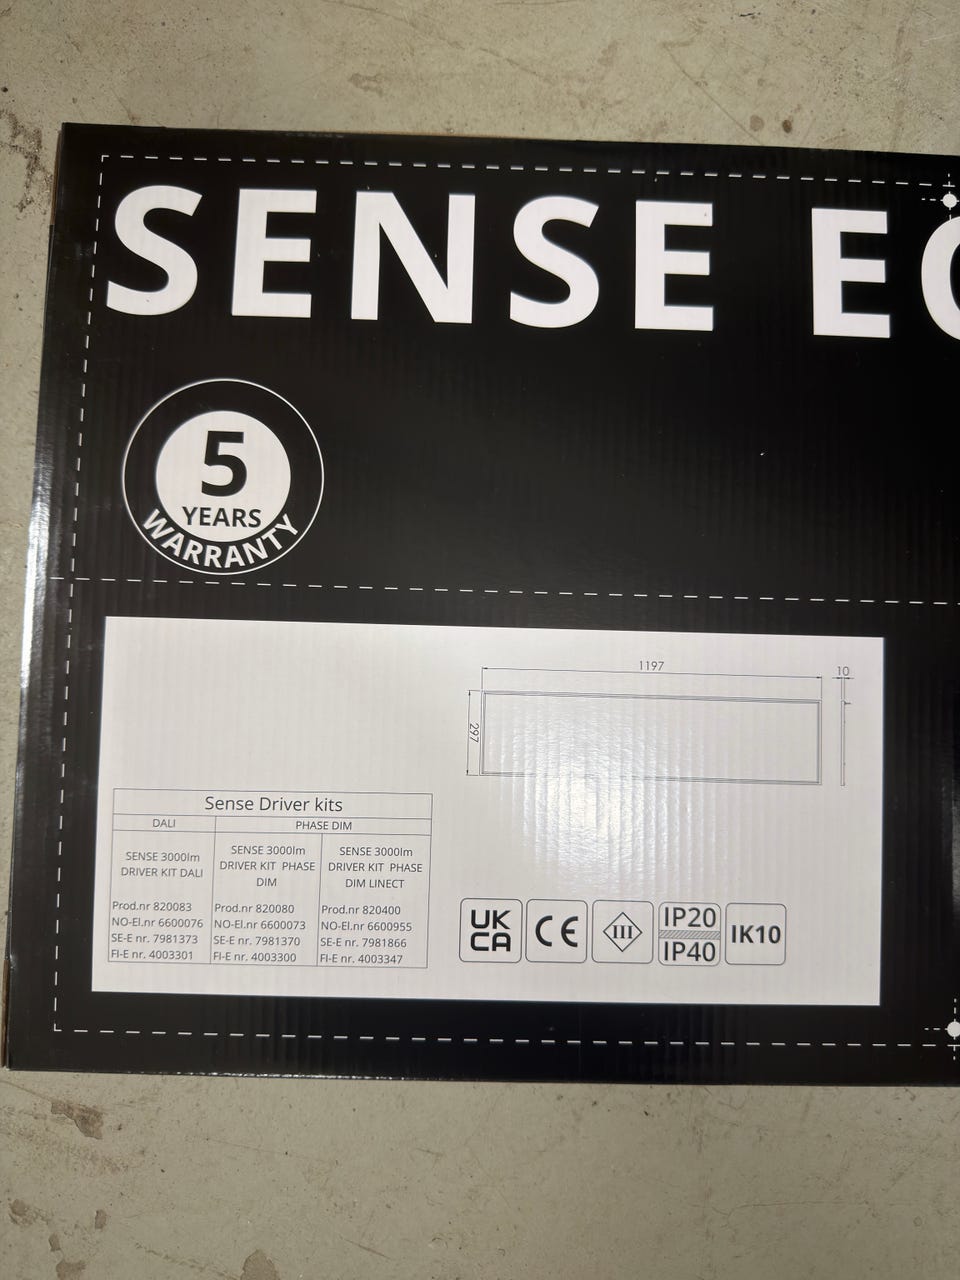 SENSE E
5
YEARS
WARRANTY
1197
10
297
Sense Driver kits
DALI
PHASE DIM
SENSE 3000lm
DRIVER KIT DALI
Prod.nr 820083
NO-El.nr 6600076
SE-E nr. 7981373
FI-E nr. 4003301
SENSE 3000lm
DRIVER KIT PHASE
DIM
Prod.nr 820080
NO-El.nr 6600073
SE-E nr. 7981370
FI-E nr. 4003300
SENSE 3000lm
DRIVER KIT PHASE
DIM LINECT
Prod.nr 820400
NO-El.nr 6600955
SE-E nr. 7981866
FI-E nr. 4003347
UK
CA
CE
III
IP20
IP40
IK10